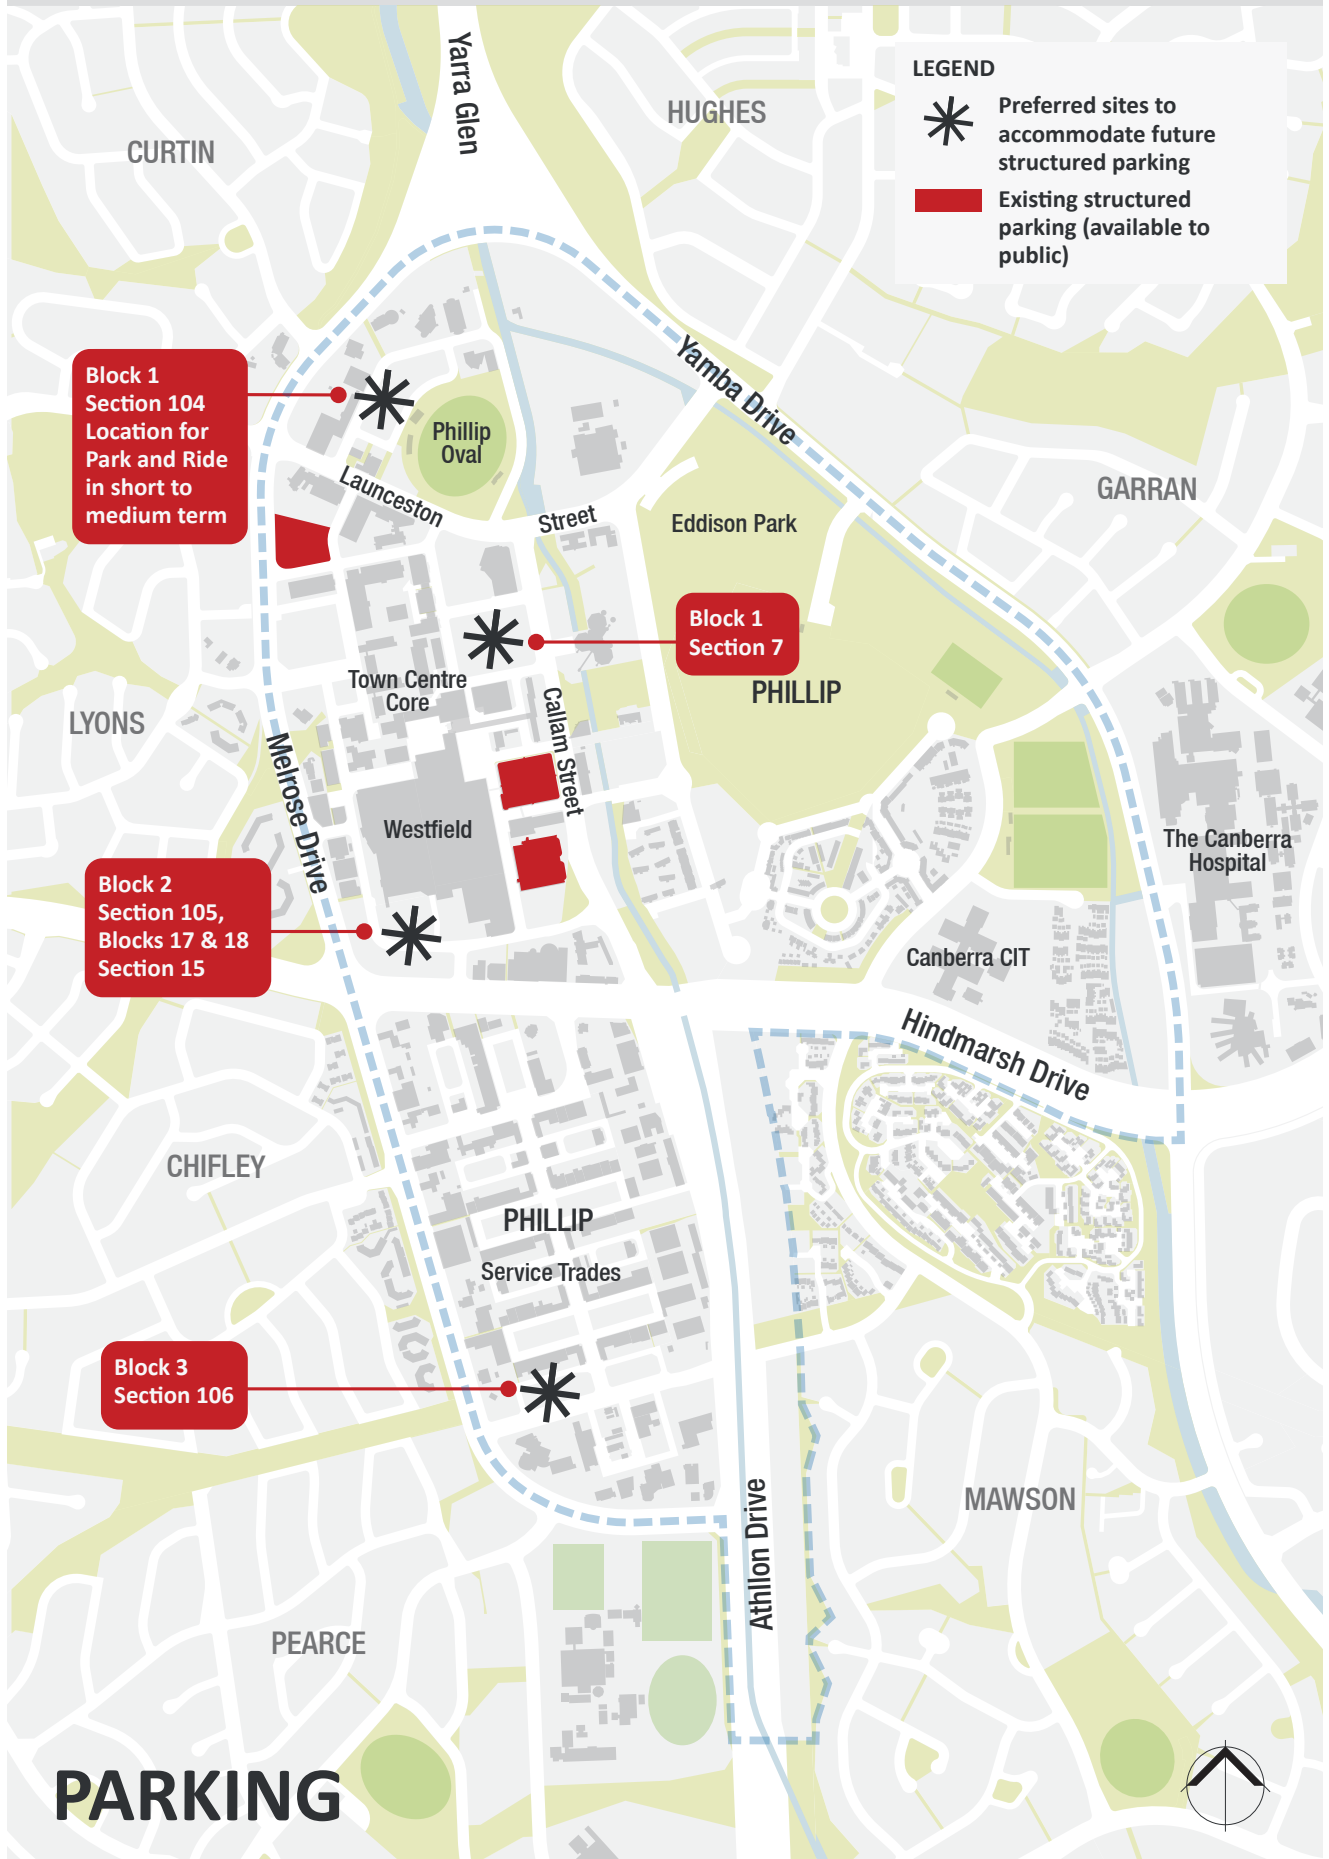 Yarra Glen
HUGHES
CURTIN
LEGEND
Preferred sites to
accommodate future
structured parking
Existing structured
parking (available to
public)
Yamba Drive
Block 1
Section 104
Location for
Park and Ride
in short to
medium term
Phillip
Oval
Launceston
Street
GARRAN
Eddison Park
Block 1
Section 7
Town Centre
Core
PHILLIP
LYONS
Callam Street
Melrose Drive
Westfield
The Canberra
Hospital
Block 2
Section 105,
Blocks 17 & 18
Section 15
Canberra CIT
Hindmarsh Drive
CHIFLEY
PHILLIP
Service Trades
Block 3
Section 106
MAWSON
Athllon Drive
PEARCE
PARKING